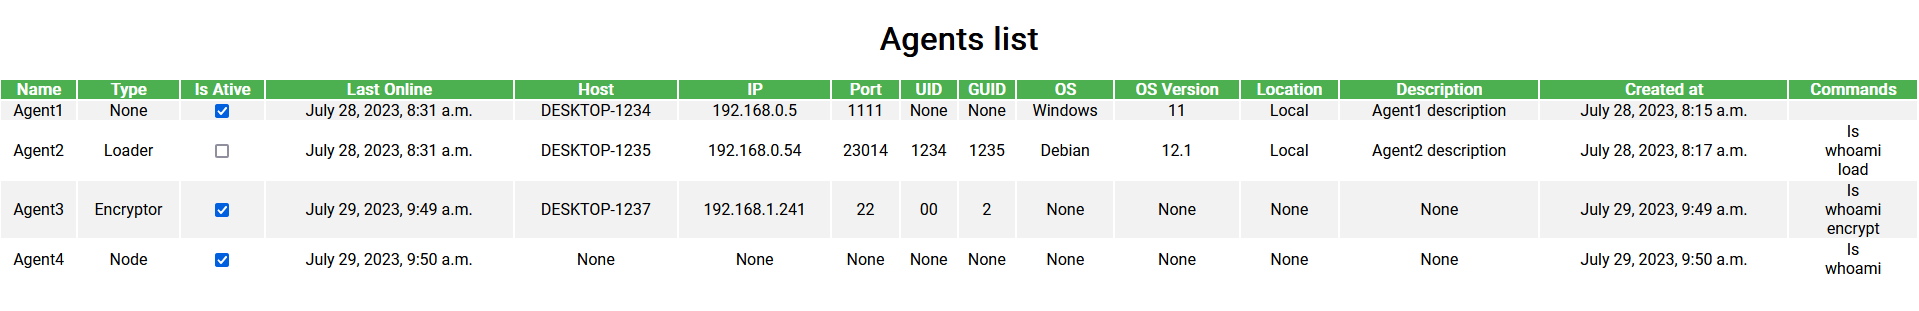 Agents list
Name Type Is Ative Last Online Host IP Port UID GUID OS OS Version Location Description Created at Commands
Agent1 None July 28, 2023, 8:31 a.m. DESKTOP-1234 192.168.0.5 1111 None None Windows 11 Local Agent1 description July 28, 2023, 8:15 a.m.
Agent2 Loader July 28, 2023, 8:31 a.m. DESKTOP-1235 192.168.0.54 23014 1234 1235 Debian 12.1 Local Agent2 description July 28, 2023, 8:17 a.m. ls
whoami
load
Agent3 Encryptor July 29, 2023, 9:49 a.m. DESKTOP-1237 192.168.1.241 22 00 2 None None None None July 29, 2023, 9:49 a.m. ls
whoami
encrypt
Agent4 Node July 29, 2023, 9:50 a.m. None None None None None None None None None July 29, 2023, 9:50 a.m. ls
whoami